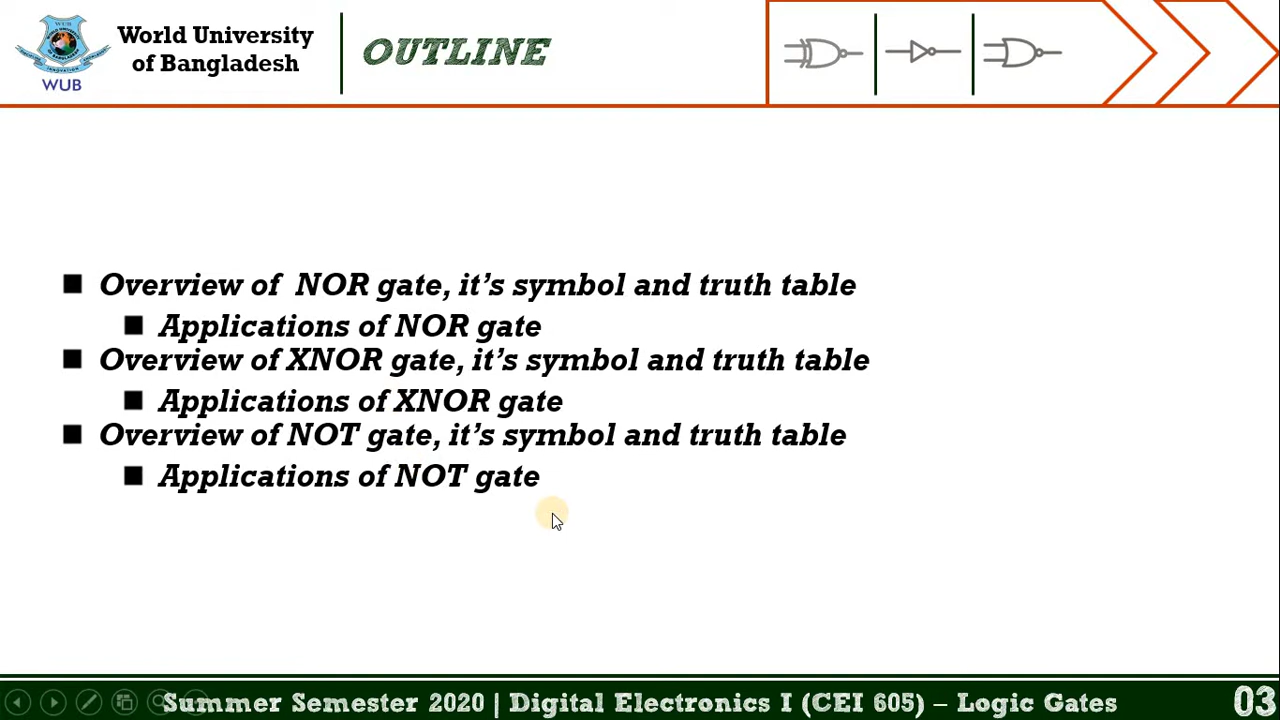 World University
of Bangladesh
WUB
OUTLINE
Overview of NOR gate, it’s symbol and truth table
Applications of NOR gate
Overview of XNOR gate, it’s symbol and truth table
Applications of XNOR gate
Overview of NOT gate, it’s symbol and truth table
Applications of NOT gate
Summer Semester 2020 | Digital Electronics I (CEI 605) – Logic Gates
03